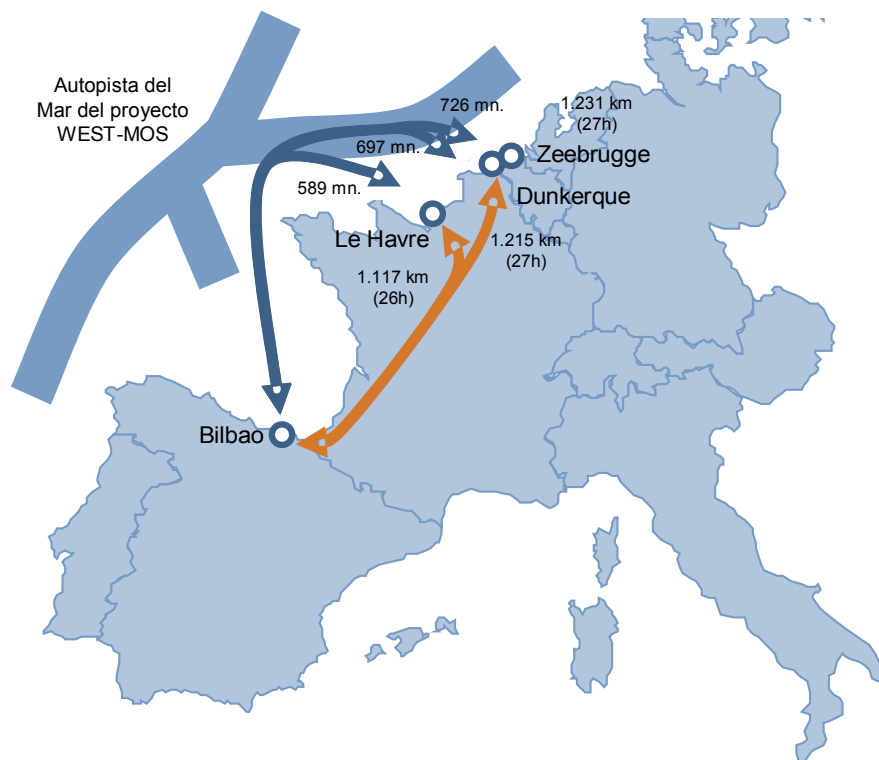 Autopista del
Mar del proyecto
WEST-MOS
726 mn.
1.231 km
(27h)
697 mn.
Zeebrugge
589 mn.
Dunkerque
Le Havre
1.215 km
(27h)
1.117 km
(26h)
Bilbao